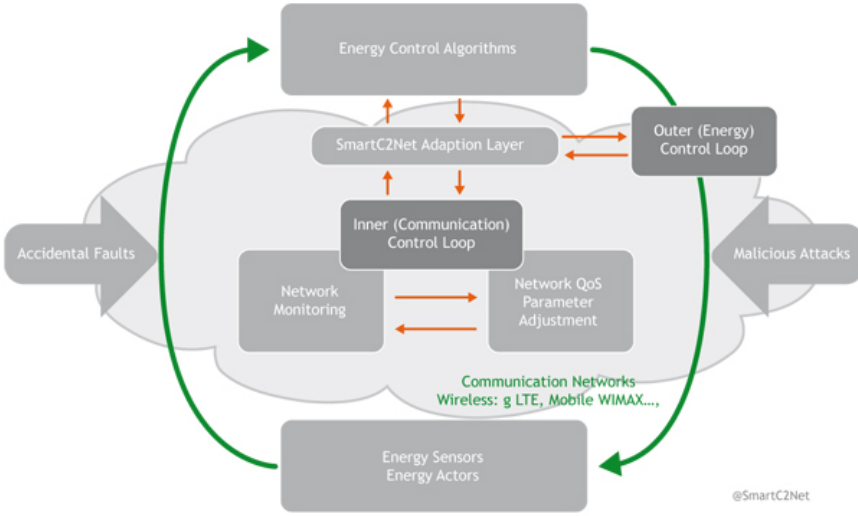 Energy Control Algorithms
SmartC2Net Adaption Layer
Outer (Energy)
Control Loop
Inner (Communication)
Control Loop
Accidental Faults
Malicious Attacks
Network
Monitoring
Network QoS
Parameter
Adjustment
Communication Networks
Wireless: g LTE, Mobile WIMAX…,
Energy Sensors
Energy Actors
@SmartC2Net